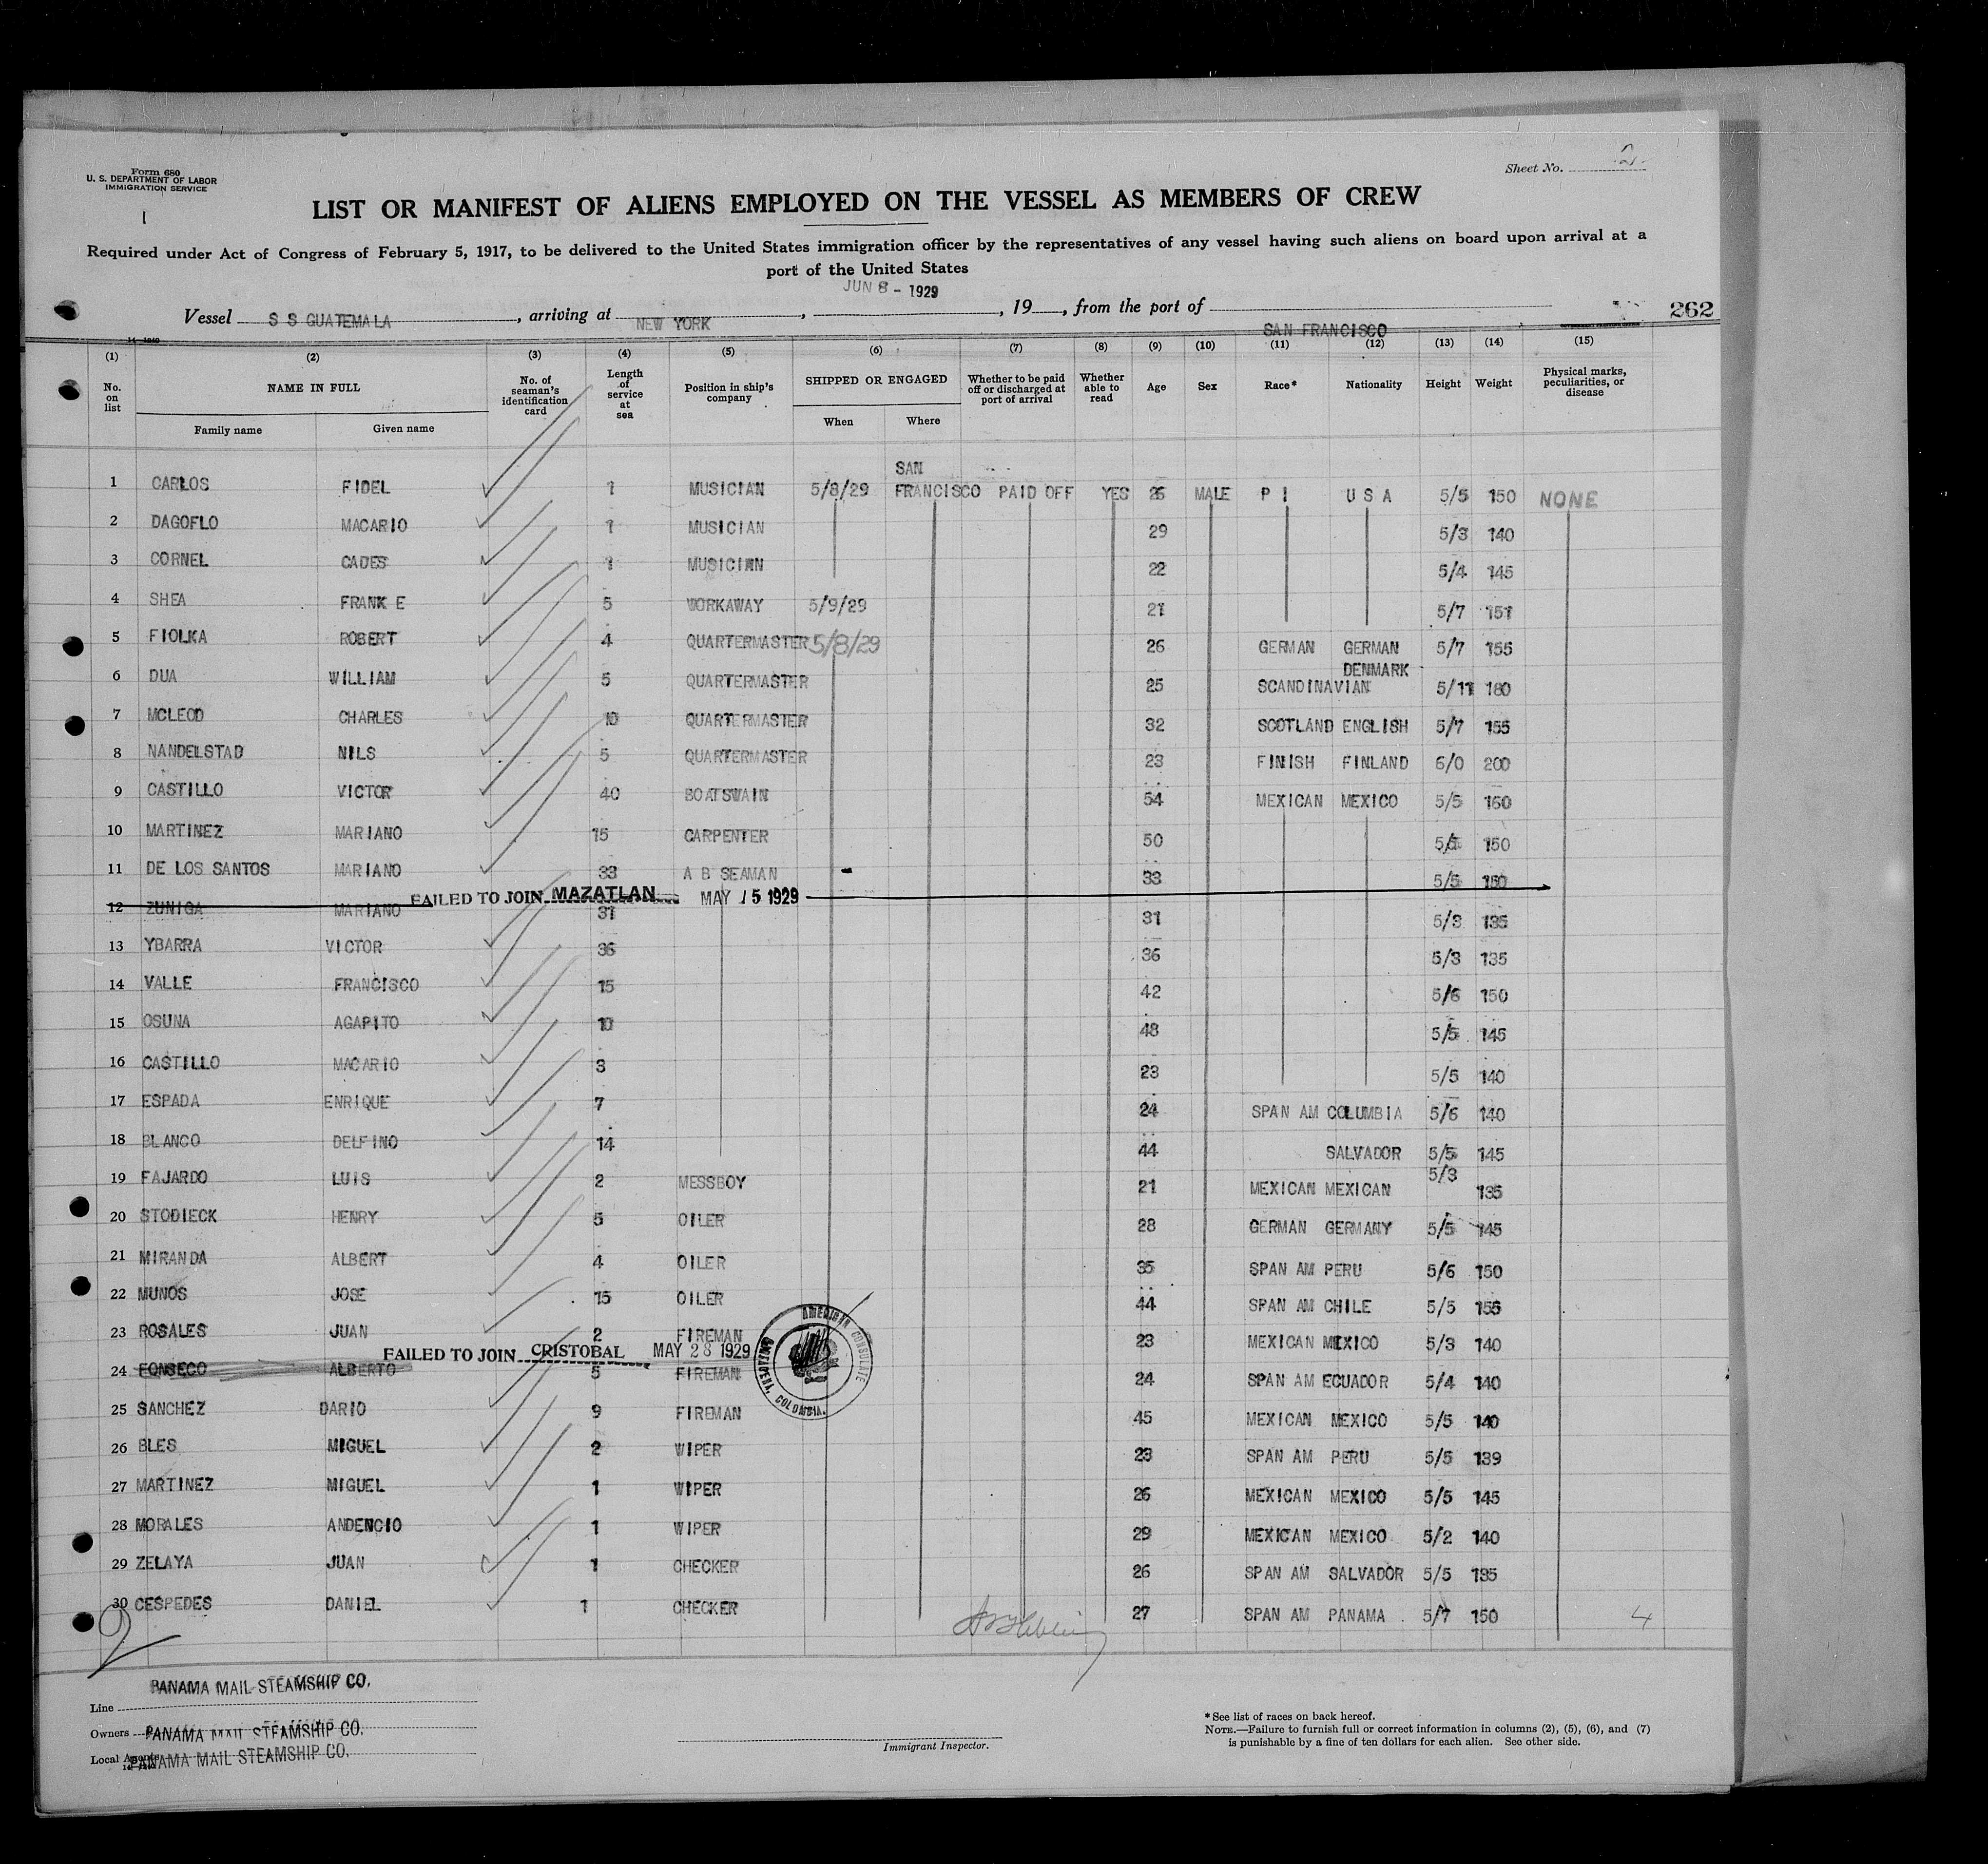 Form 680
U. S. DEPARTMENT OF LABOR
IMMIGRATION SERVICE
Sheet No. 2
LIST OR MANIFEST OF ALIENS EMPLOYED ON THE VESSEL AS MEMBERS OF CREW
Required under Act of Congress of February 5, 1917, to be delivered to the United States immigration officer by the representatives of any vessel having such aliens on board upon arrival at a
port of the United States
JUN 8 - 1929
Vessel S S GUATEMALA, arriving at NEW YORK, , 19 , from the port of SAN FRANCISCO
262
(1) (2) (3) (4) (5) (6) (7) (8) (9) (10) (11) (12) (13) (14) (15)
No. on list NAME IN FULL No. of seaman's identification card Length of service at sea Position in ship's company SHIPPED OR ENGAGED Whether to be paid off or discharged at port of arrival Whether able to read Age Sex Race* Nationality Height Weight Physical marks, peculiarities, or disease
Family name Given name When Where
1 CARLOS FIDEL 1 MUSICIAN 5/8/29 SAN FRANCISCO PAID OFF YES 26 MALE P I U S A 5/5 150 NONE
2 DAGOFLO MACARIO 1 MUSICIAN 29 5/3 140
3 CORNEL CADES 1 MUSICIAN 22 5/4 145
4 SHEA FRANK E 5 WORKAWAY 5/9/29 21 5/7 151
5 FIOLKA ROBERT 4 QUARTERMASTER 5/8/29 26 GERMAN GERMAN 5/7 155
6 DUA WILLIAM 5 QUARTERMASTER 25 SCANDINAVIAN DENMARK 5/11 180
7 MCLEOD CHARLES 10 QUARTERMASTER 32 SCOTLAND ENGLISH 5/7 155
8 NANDELSTAD NILS 5 QUARTERMASTER 23 FINISH FINLAND 6/0 200
9 CASTILLO VICTOR 40 BOATSWAIN 54 MEXICAN MEXICO 5/5 160
10 MARTINEZ MARIANO 15 CARPENTER 50 5/5 150
11 DE LOS SANTOS MARIANO 33 A B SEAMAN 33 5/5 150
FAILED TO JOIN MAZATLAN MAY 15 1929
12 ZUNIGA MARIANO 31 31 5/3 135
13 YBARRA VICTOR 36 36 5/3 135
14 VALLE FRANCISCO 15 42 5/6 150
15 OSUNA AGAPITO 10 48 5/5 145
16 CASTILLO MACARIO 3 23 5/5 140
17 ESPADA ENRIQUE 7 24 SPAN AM COLUMBIA 5/6 140
18 BLANCO DELFINO 14 44 SALVADOR 5/5 145
19 FAJARDO LUIS 2 MESSBOY 21 MEXICAN MEXICAN 5/3 135
20 STODIECK HENRY 5 OILER 28 GERMAN GERMANY 5/5 145
21 MIRANDA ALBERT 4 OILER 35 SPAN AM PERU 5/6 150
22 MUNOS JOSE 15 OILER 44 SPAN AM CHILE 5/5 155
23 ROSALES JUAN 2 FIREMAN 23 MEXICAN MEXICO 5/3 140
FAILED TO JOIN CRISTOBAL MAY 28 1929
AMERICAN CONSULATE COLOMBIA.
24 FONSECO ALBERTO 5 FIREMAN 24 SPAN AM ECUADOR 5/4 140
25 SANCHEZ DARIO 9 FIREMAN 45 MEXICAN MEXICO 5/5 140
26 BLES MIGUEL 2 WIPER 23 SPAN AM PERU 5/5 139
27 MARTINEZ MIGUEL 1 WIPER 26 MEXICAN MEXICO 5/5 145
28 MORALES ANDENCIO 1 WIPER 29 MEXICAN MEXICO 5/2 140
29 ZELAYA JUAN 1 CHECKER 26 SPAN AM SALVADOR 5/5 135
30 CESPEDES DANIEL 1 CHECKER 27 SPAN AM PANAMA 5/7 150 4
2
Line PANAMA MAIL STEAMSHIP CO.
Owners PANAMA MAIL STEAMSHIP CO.
Local Agents PANAMA MAIL STEAMSHIP CO.
Immigrant Inspector.
* See list of races on back hereof.
NOTE.—Failure to furnish full or correct information in columns (2), (5), (6), and (7)
is punishable by a fine of ten dollars for each alien. See other side.